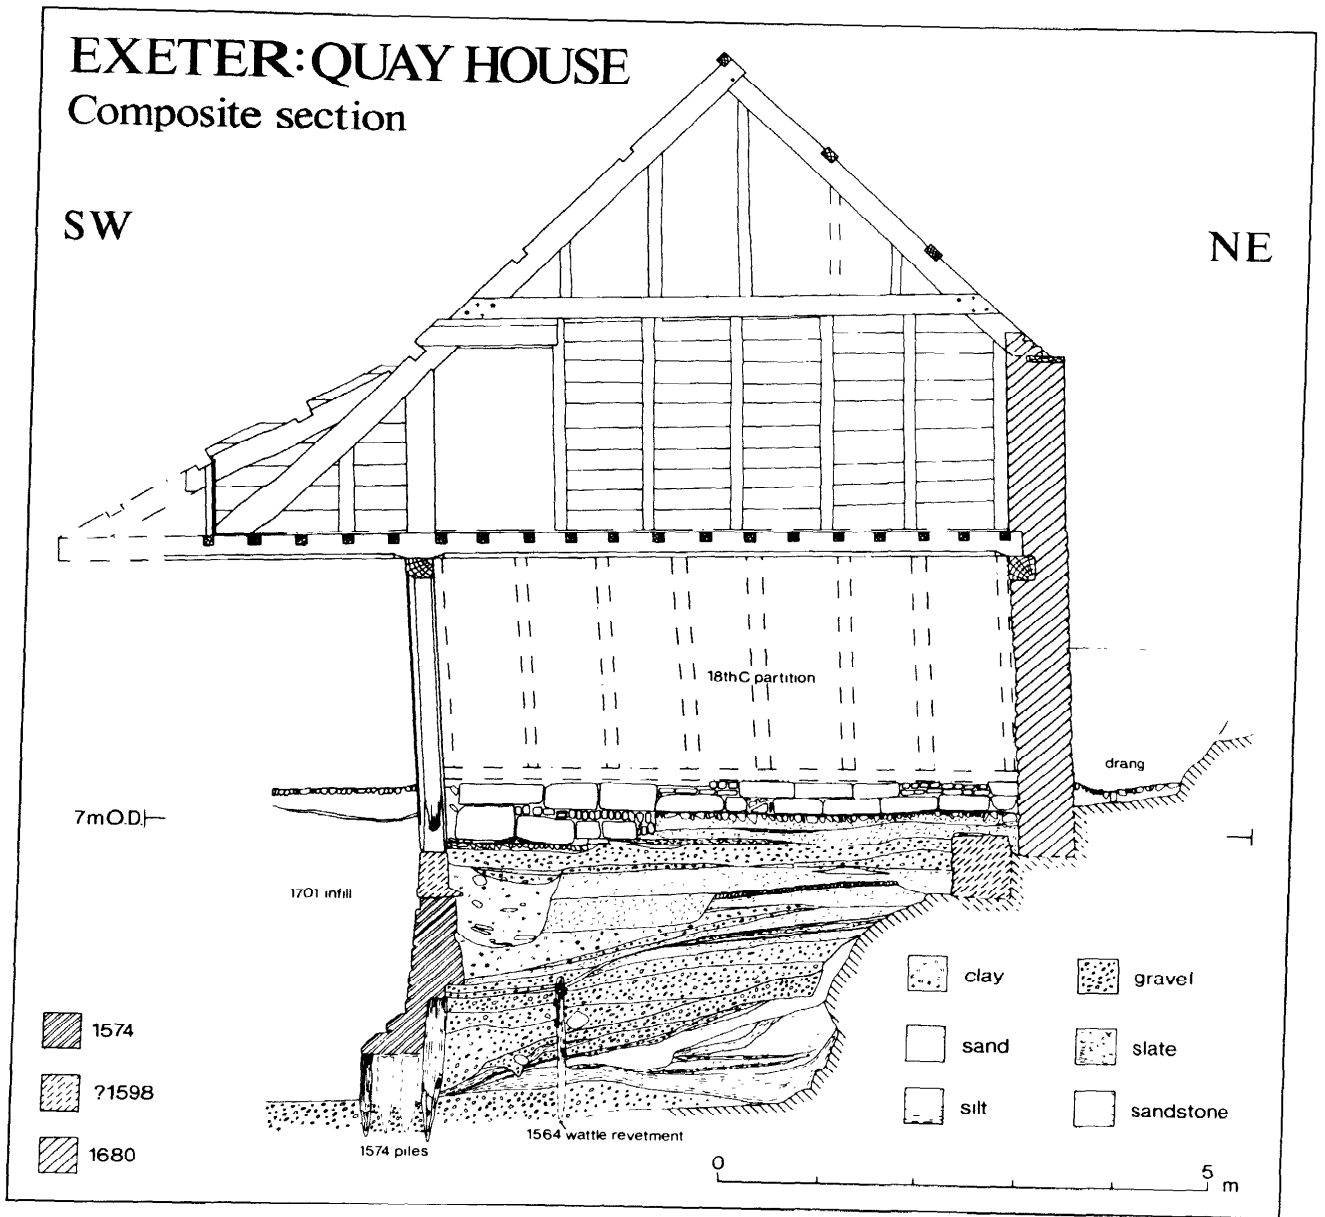 EXETER: QUAY HOUSE
Composite section
SW
NE
18thC partition
drang
7m O.D.
1701 infill
clay
gravel
1574
sand
slate
?1598
silt
sandstone
1564 wattle revetment
1574 piles
1680
0
5 m